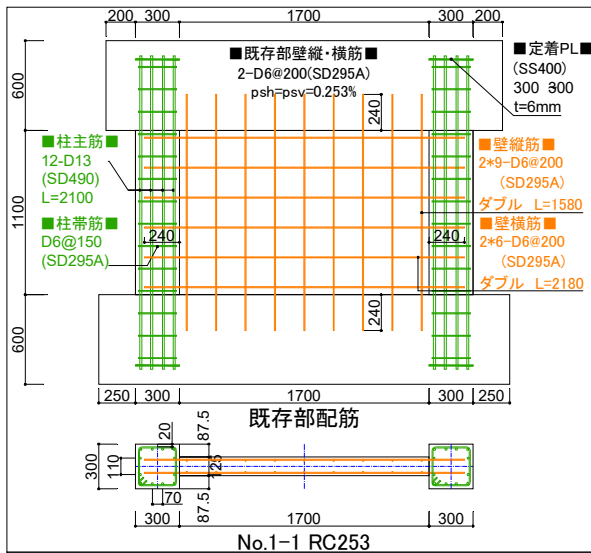 200 300 1700 300 200
600
1100
600
■既存部壁縦・横筋■
2-D6@200(SD295A)
psh=psv=0.253%
■定着PL■
(SS400)
300 300
t=6mm
240
■柱主筋■
12-D13
(SD490)
L=2100
■柱帯筋■
D6@150
(SD295A)
240
240
■壁縦筋■
2*9-D6@200
(SD295A)
ダブル L=1580
■壁横筋■
2*6-D6@200
(SD295A)
ダブル L=2180
240
250 300 1700 300 250
既存部配筋
20
87.5
300
110
125
70
87.5
300 1700 300
No.1-1 RC253